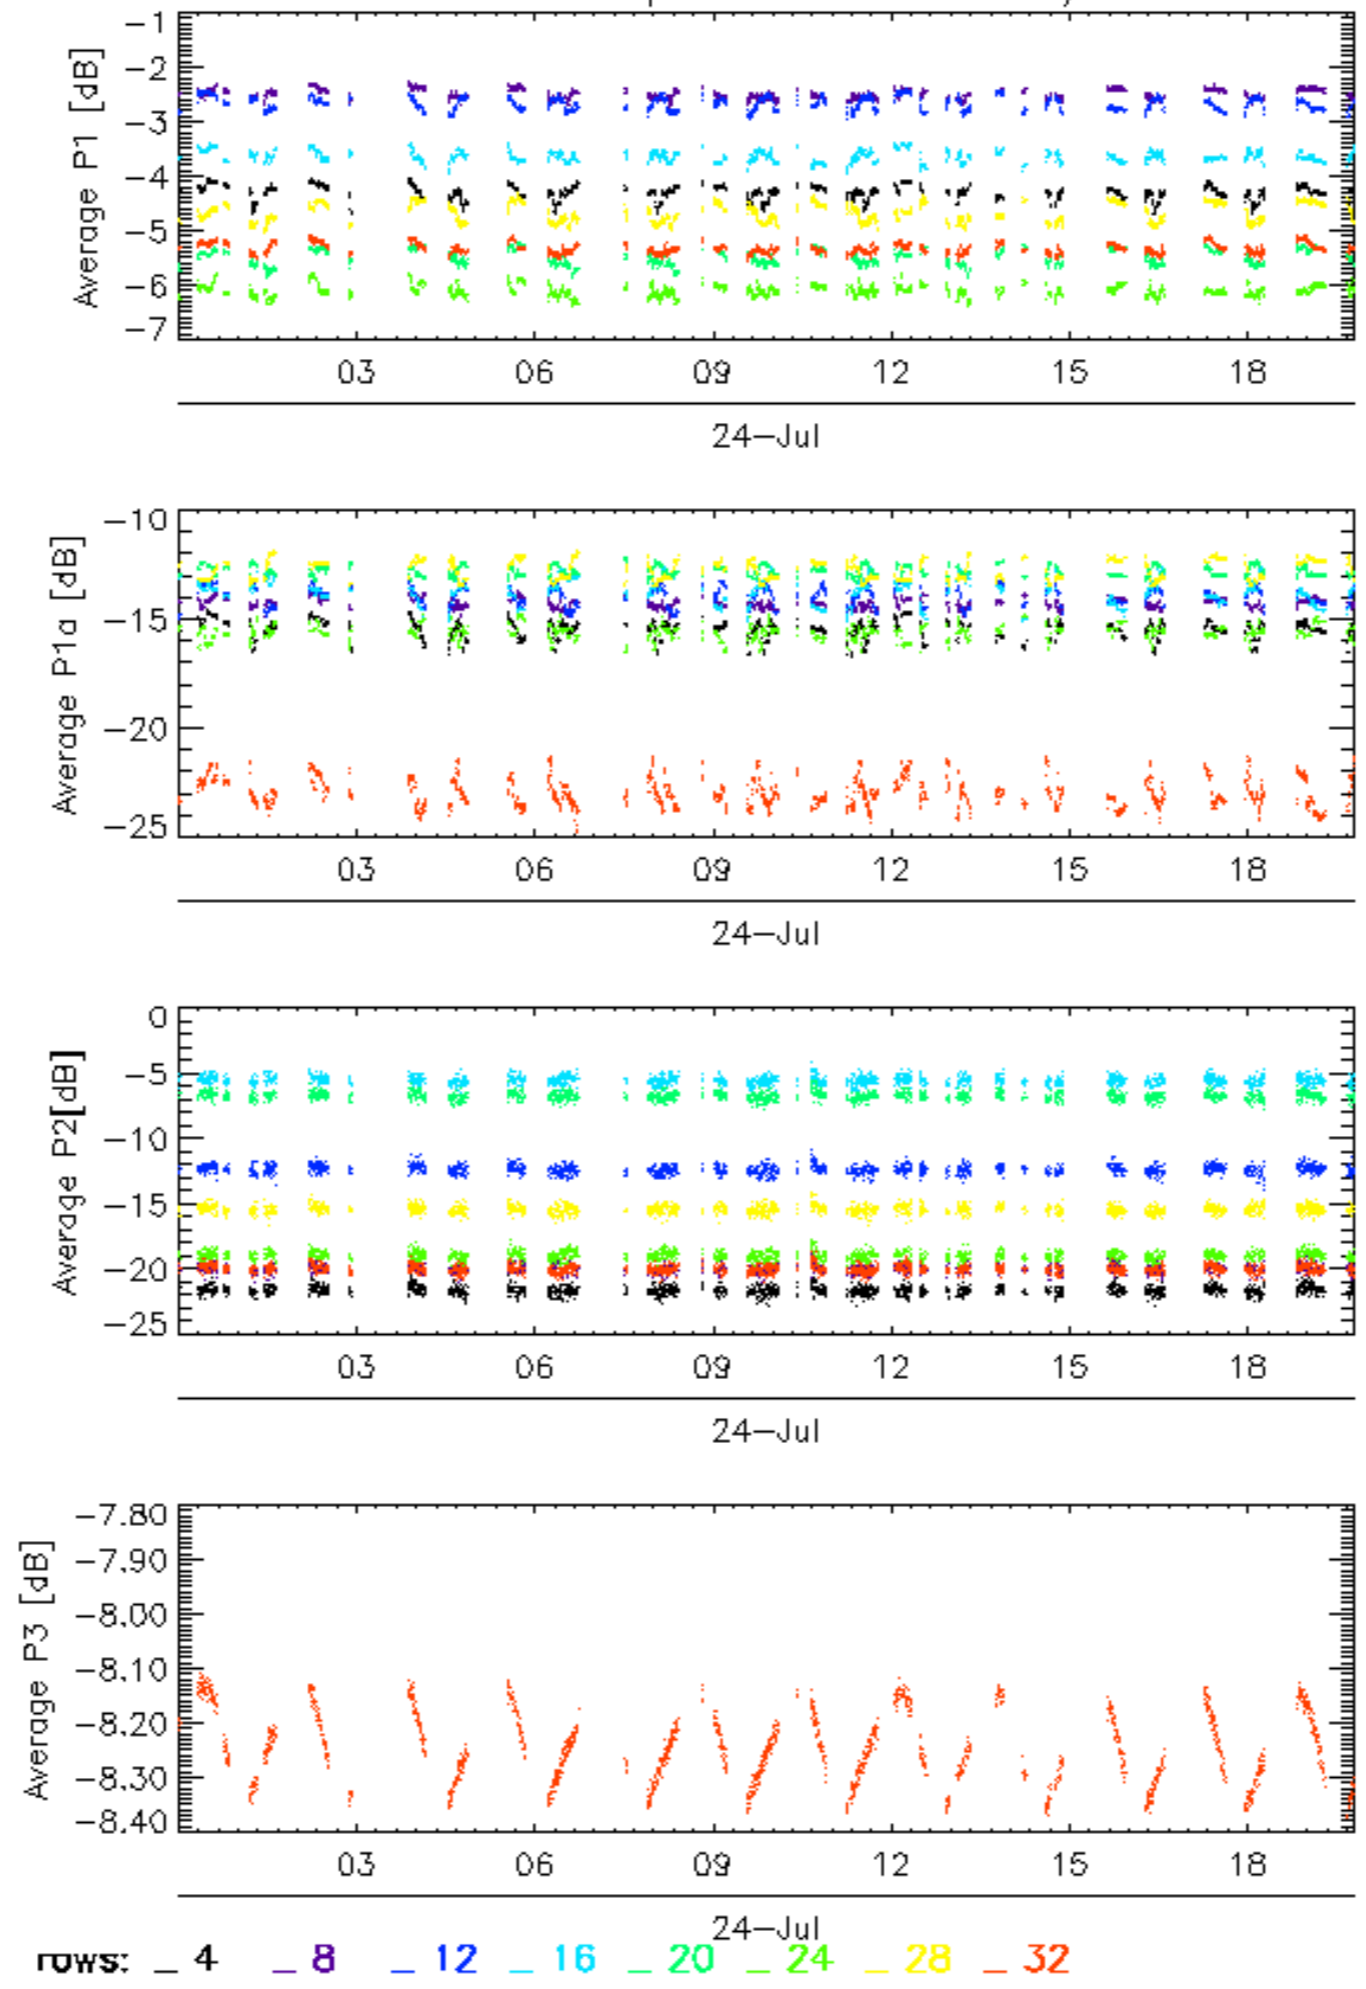 Average P1 [dB]
-1
-2
-3
-4
-5
-6
-7
03 06 09 12 15 18
24-Jul
Average P1a [dB]
-10
-15
-20
-25
03 06 09 12 15 18
24-Jul
Average P2[dB]
0
-5
-10
-15
-20
-25
03 06 09 12 15 18
24-Jul
Average P3 [dB]
-7.80
-7.90
-8.00
-8.10
-8.20
-8.30
-8.40
03 06 09 12 15 18
24-Jul
rows: _ 4 _ 8 _ 12 _ 16 _ 20 _ 24 _ 28 _ 32